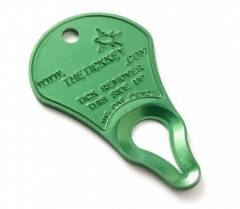 WWW.
THETICKKEY
.COM
TICK REMOVER
THIS SIDE UP